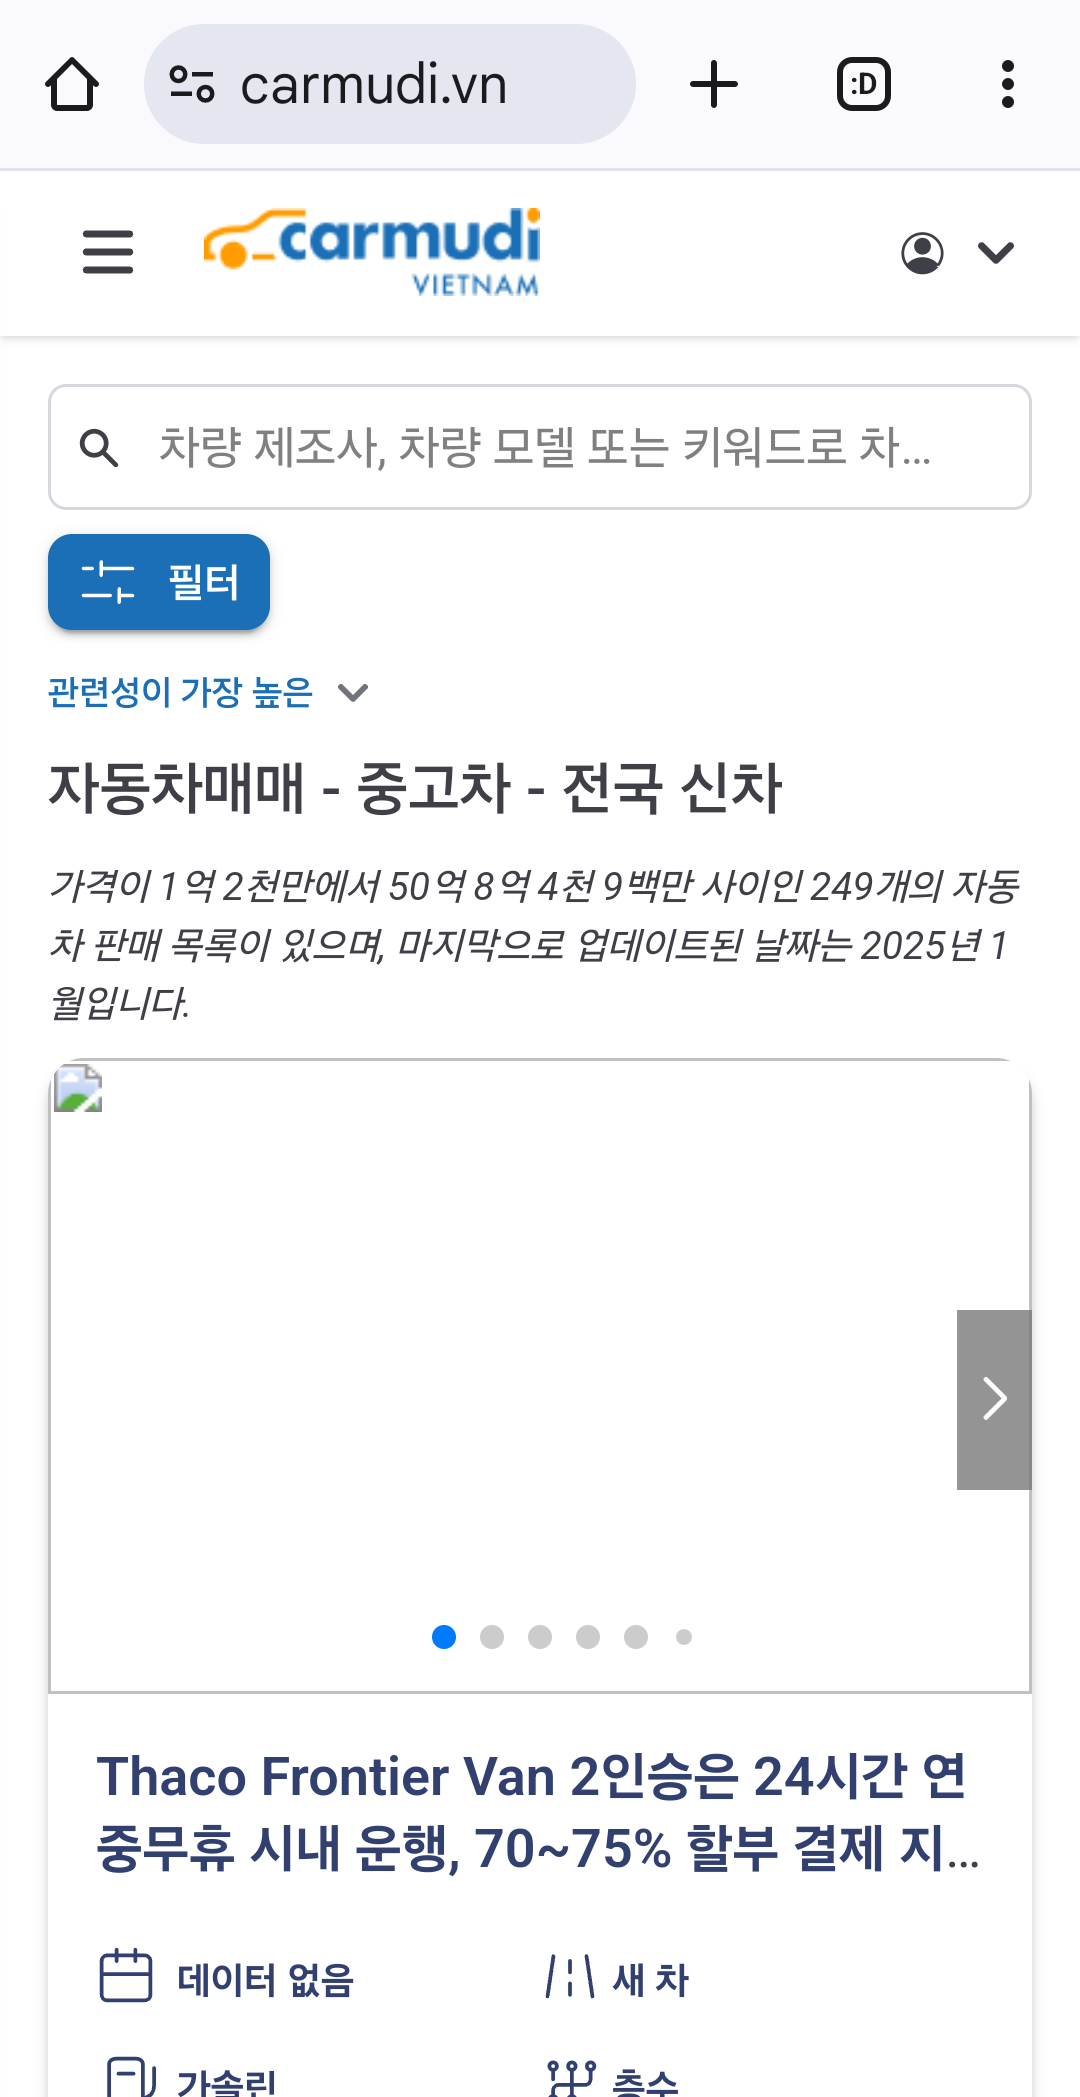 carmudi.vn
:D
carmudi
VIETNAM
차량 제조사, 차량 모델 또는 키워드로 차...
필터
관련성이 가장 높은
자동차매매 - 중고차 - 전국 신차
가격이 1억 2천만에서 50억 8억 4천 9백만 사이인 249개의 자동
차 판매 목록이 있으며, 마지막으로 업데이트된 날짜는 2025년 1
월입니다.
Thaco Frontier Van 2인승은 24시간 연
중무휴 시내 운행, 70~75% 할부 결제 지...
데이터 없음
새 차
가솔린
층수